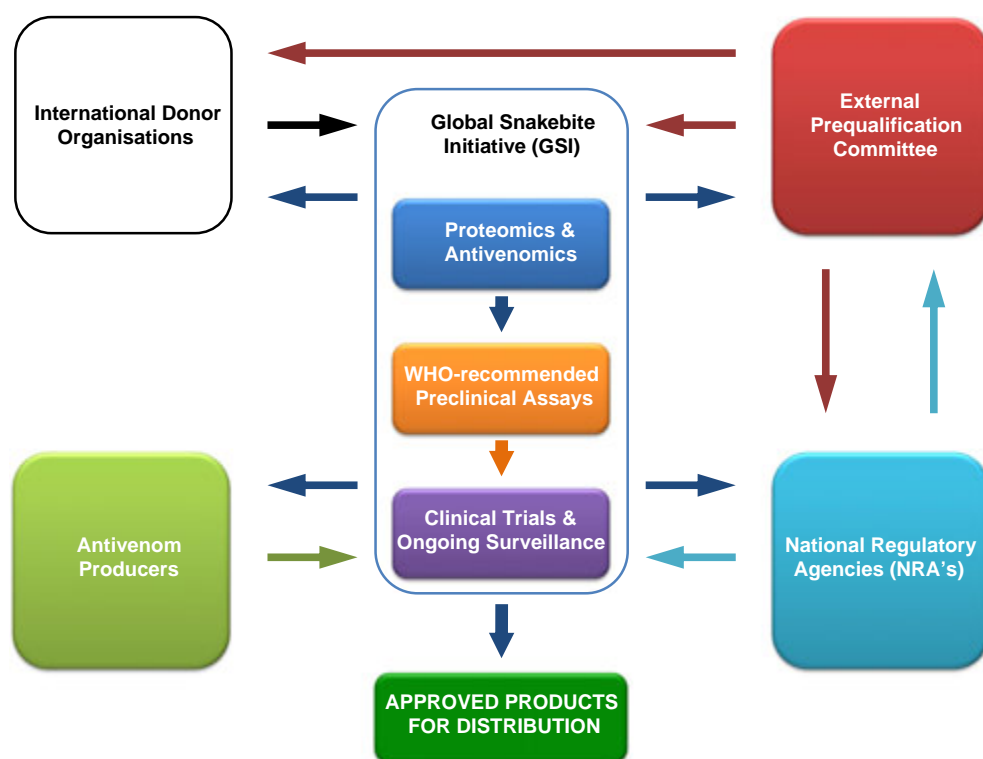 International Donor
Organisations
Global Snakebite
Initiative (GSI)
External
Prequalification
Committee
Proteomics &
Antivenomics
WHO-recommended
Preclinical Assays
Antivenom
Producers
Clinical Trials &
Ongoing Surveillance
National Regulatory
Agencies (NRA's)
APPROVED PRODUCTS
FOR DISTRIBUTION